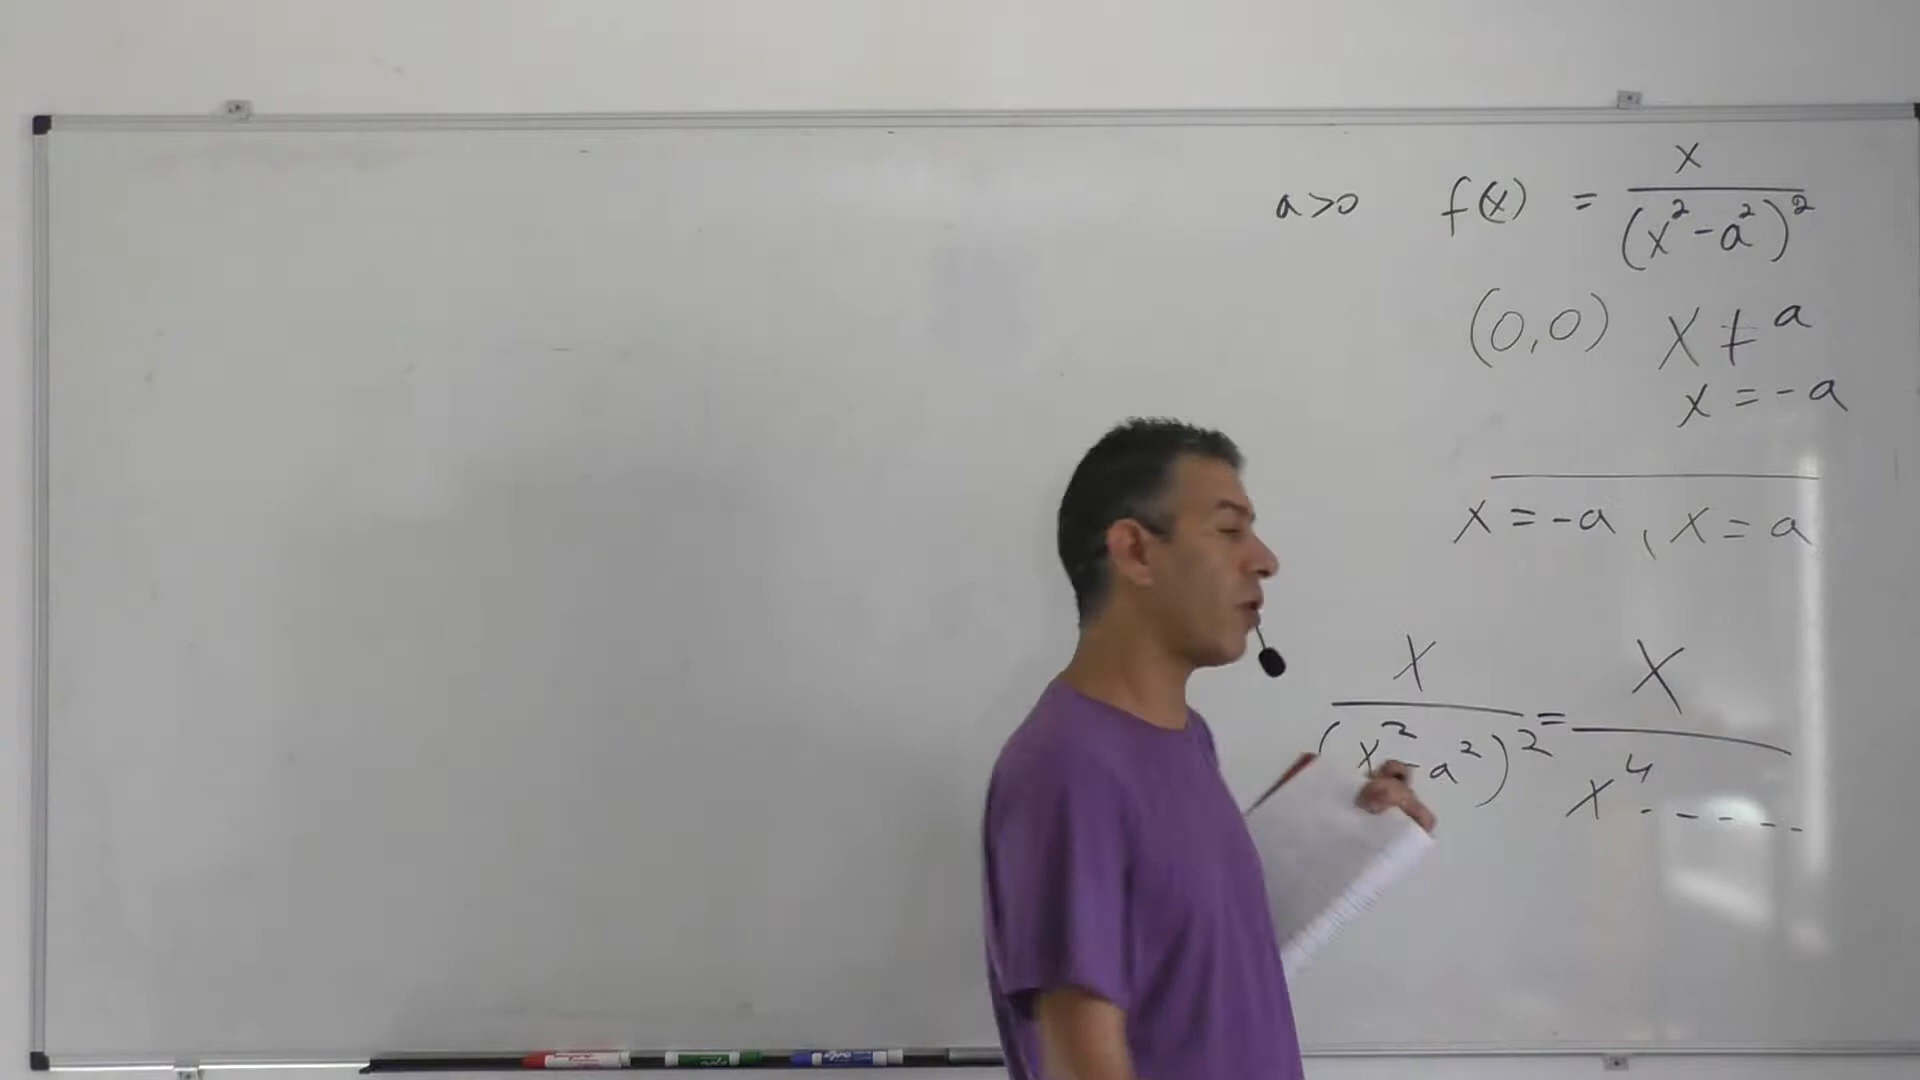 a>0 f(x) = x / (x²-a²)²
(0,0) x ≠ a
x = -a
x = -a , x = a
x / (x²-a²)² = x / x⁴-----